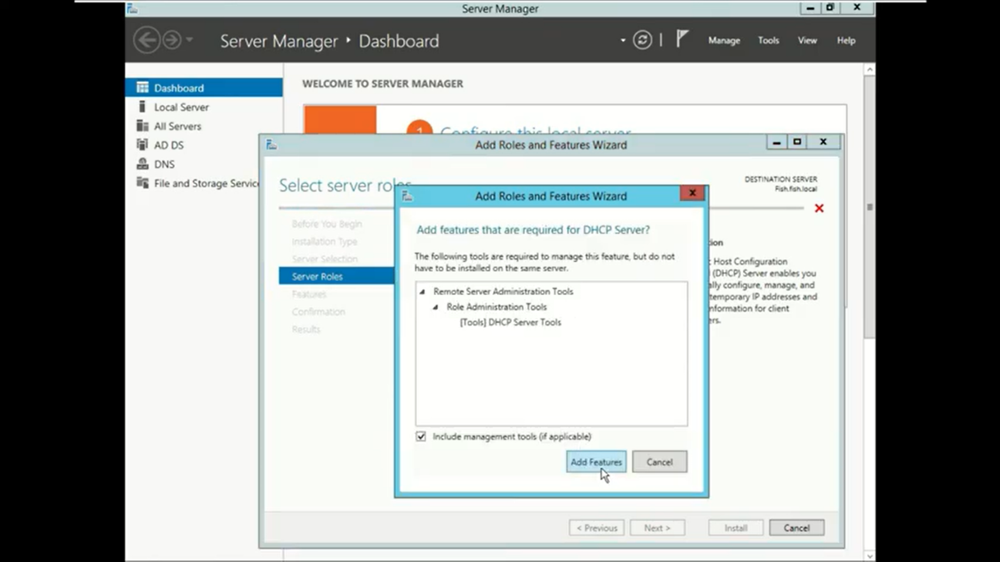 Server Manager
Server Manager
Dashboard
Manage
Tools
View
Help
Dashboard
Local Server
All Servers
AD DS
DNS
File and Storage Servic
WELCOME TO SERVER MANAGER
1
Configure this local server
Add Roles and Features Wizard
Select server roles
DESTINATION SERVER
Fish.fish.local
Before You Begin
Installation Type
Server Selection
Server Roles
Features
Confirmation
Results
Add Roles and Features Wizard
Add features that are required for DHCP Server?
The following tools are required to manage this feature, but do not
have to be installed on the same server.
Remote Server Administration Tools
Role Administration Tools
[Tools] DHCP Server Tools
Include management tools (if applicable)
Add Features
Cancel
tion
Host Configuration
(DHCP) Server enables you
ally configure, manage, and
temporary IP addresses and
nformation for client
ers.
< Previous
Next >
Install
Cancel